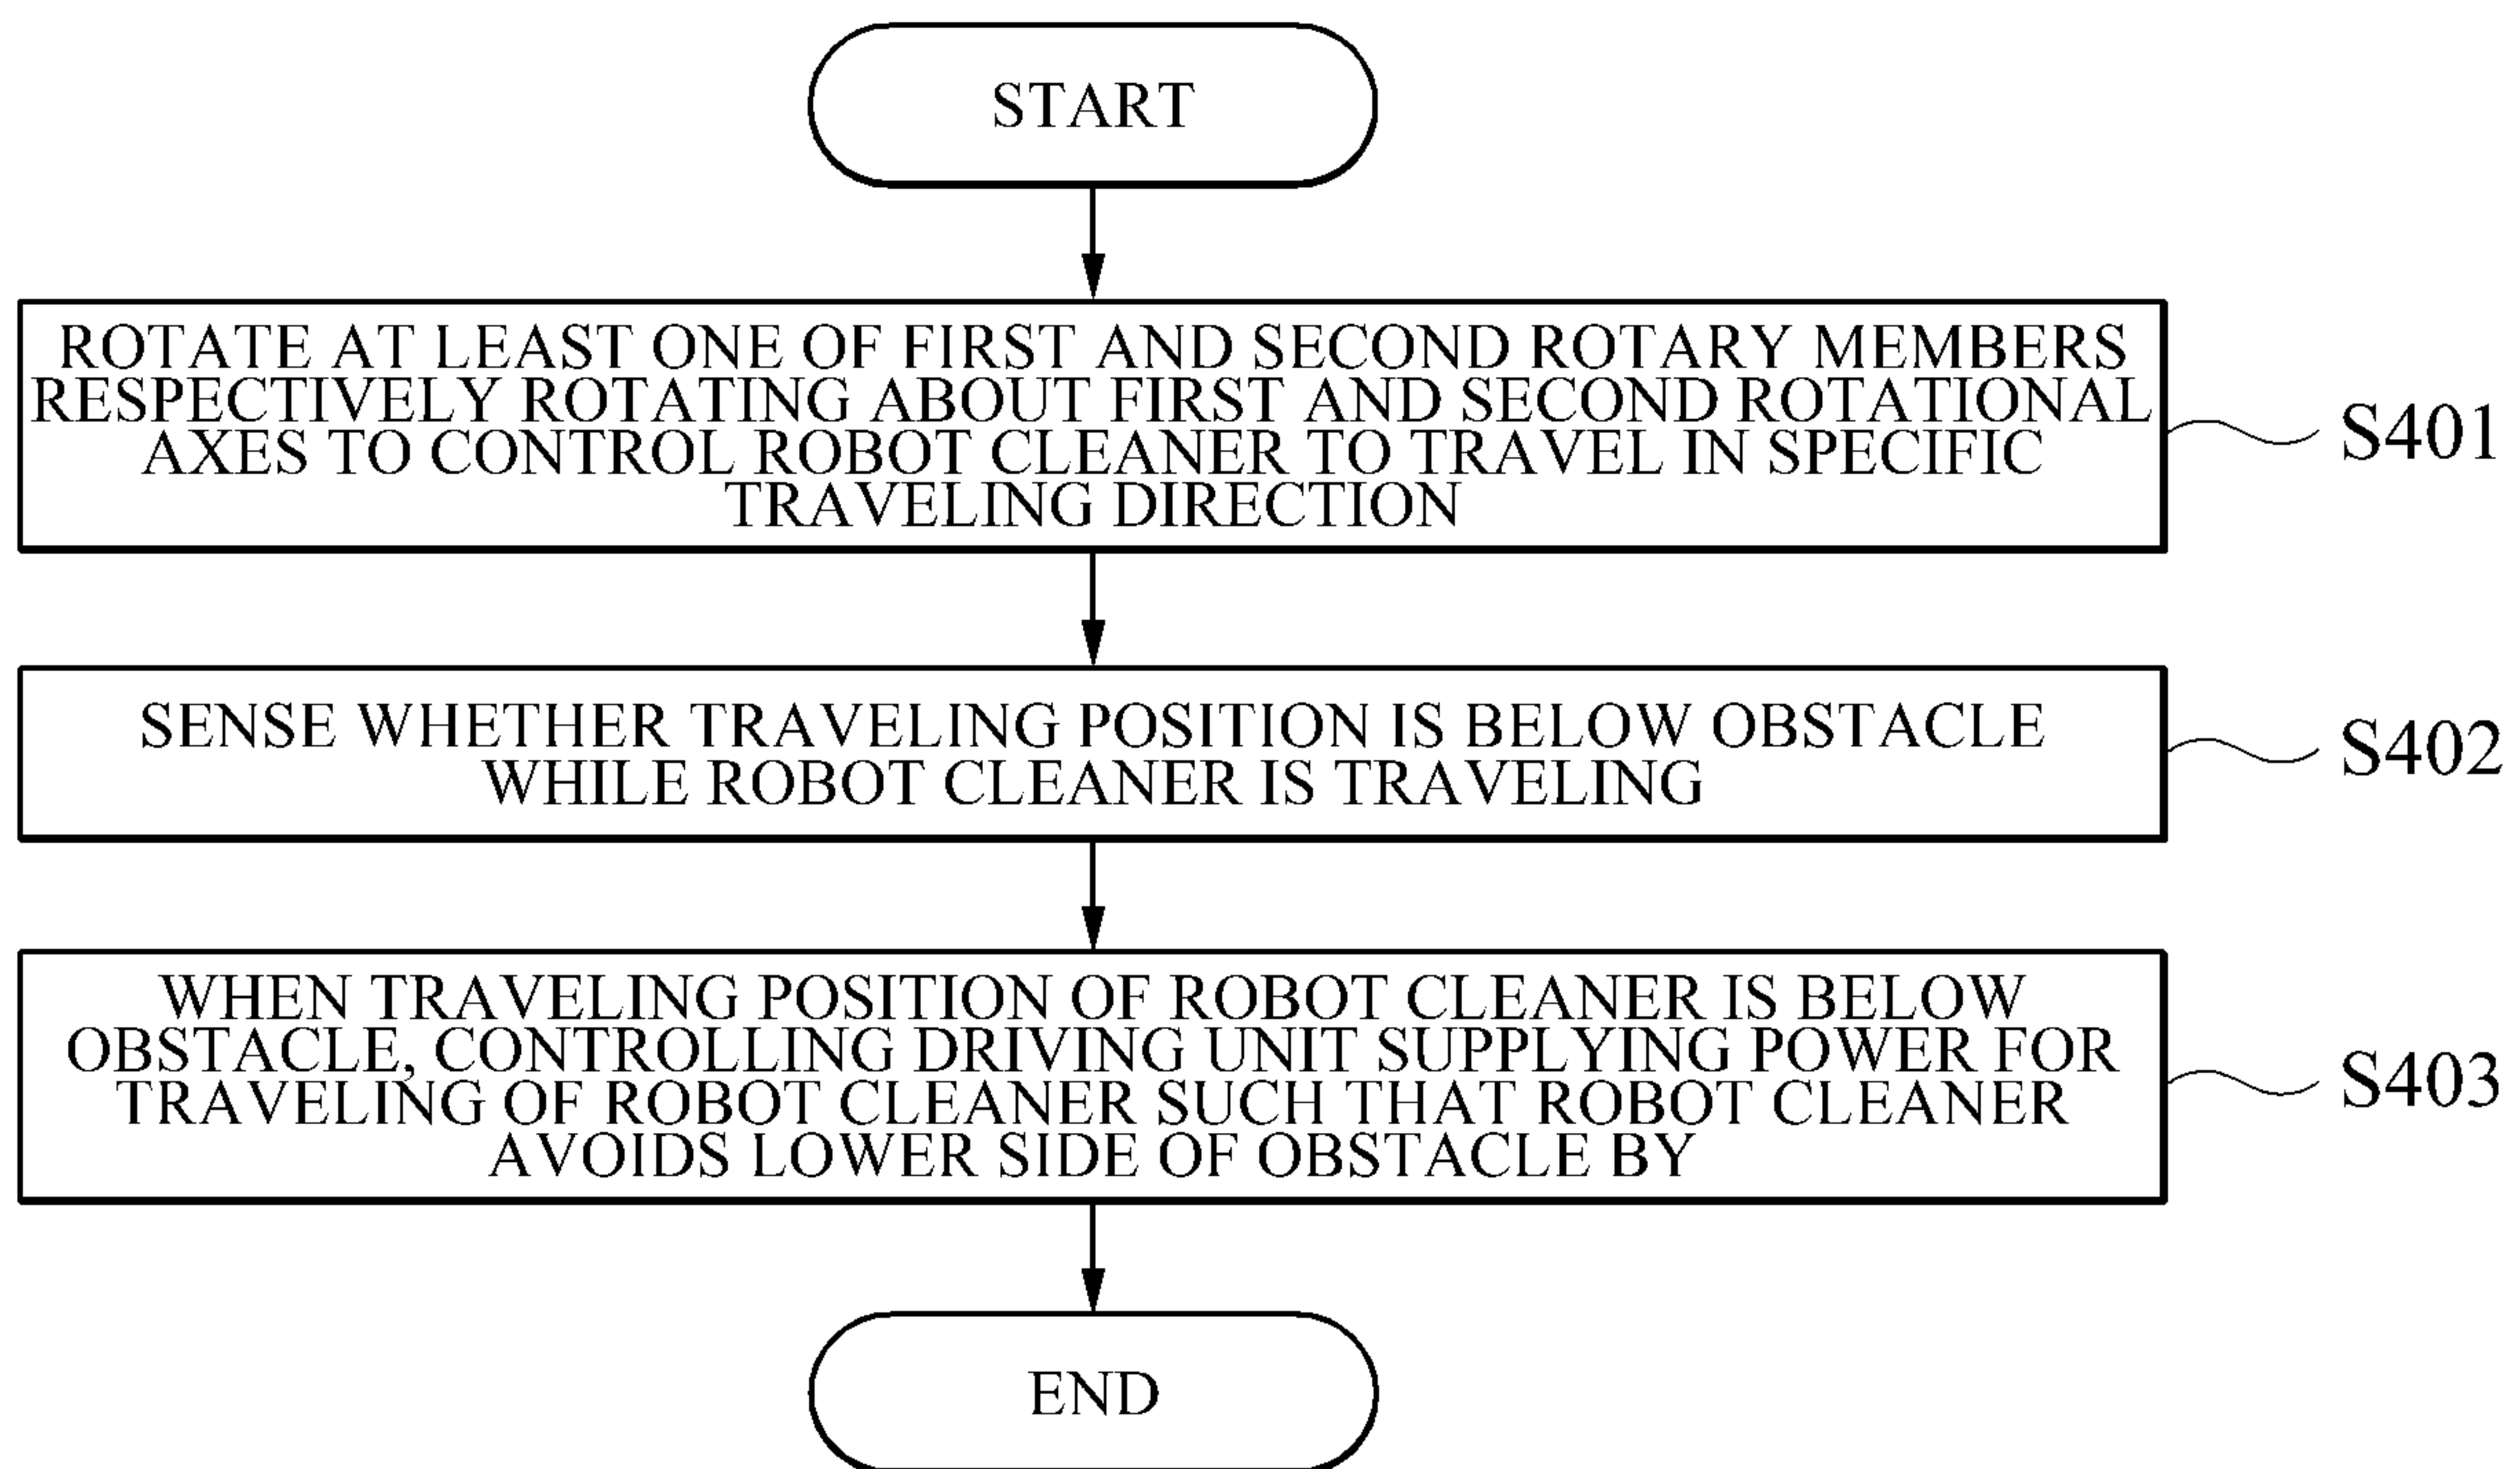 START
ROTATE AT LEAST ONE OF FIRST AND SECOND ROTARY MEMBERS
RESPECTIVELY ROTATING ABOUT FIRST AND SECOND ROTATIONAL
AXES TO CONTROL ROBOT CLEANER TO TRAVEL IN SPECIFIC
TRAVELING DIRECTION
S401
SENSE WHETHER TRAVELING POSITION IS BELOW OBSTACLE
WHILE ROBOT CLEANER IS TRAVELING
S402
WHEN TRAVELING POSITION OF ROBOT CLEANER IS BELOW
OBSTACLE, CONTROLLING DRIVING UNIT SUPPLYING POWER FOR
TRAVELING OF ROBOT CLEANER SUCH THAT ROBOT CLEANER
AVOIDS LOWER SIDE OF OBSTACLE BY
S403
END